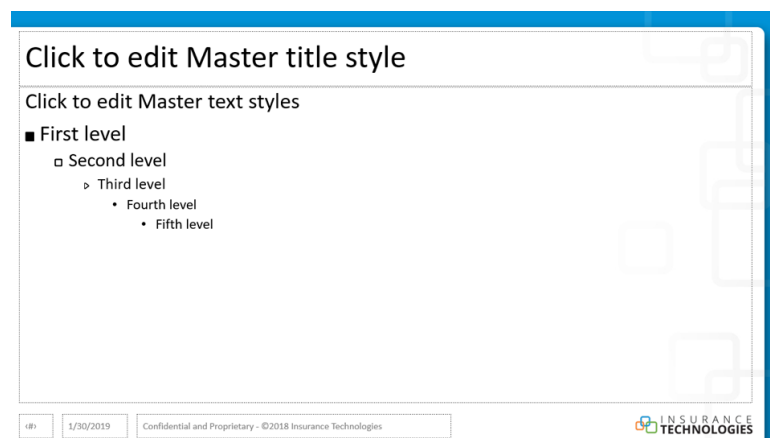 Click to edit Master title style
Click to edit Master text styles
First level
Second level
Third level
Fourth level
Fifth level
‹#›
1/30/2019
Confidential and Proprietary - ©2018 Insurance Technologies
INSURANCE
TECHNOLOGIES